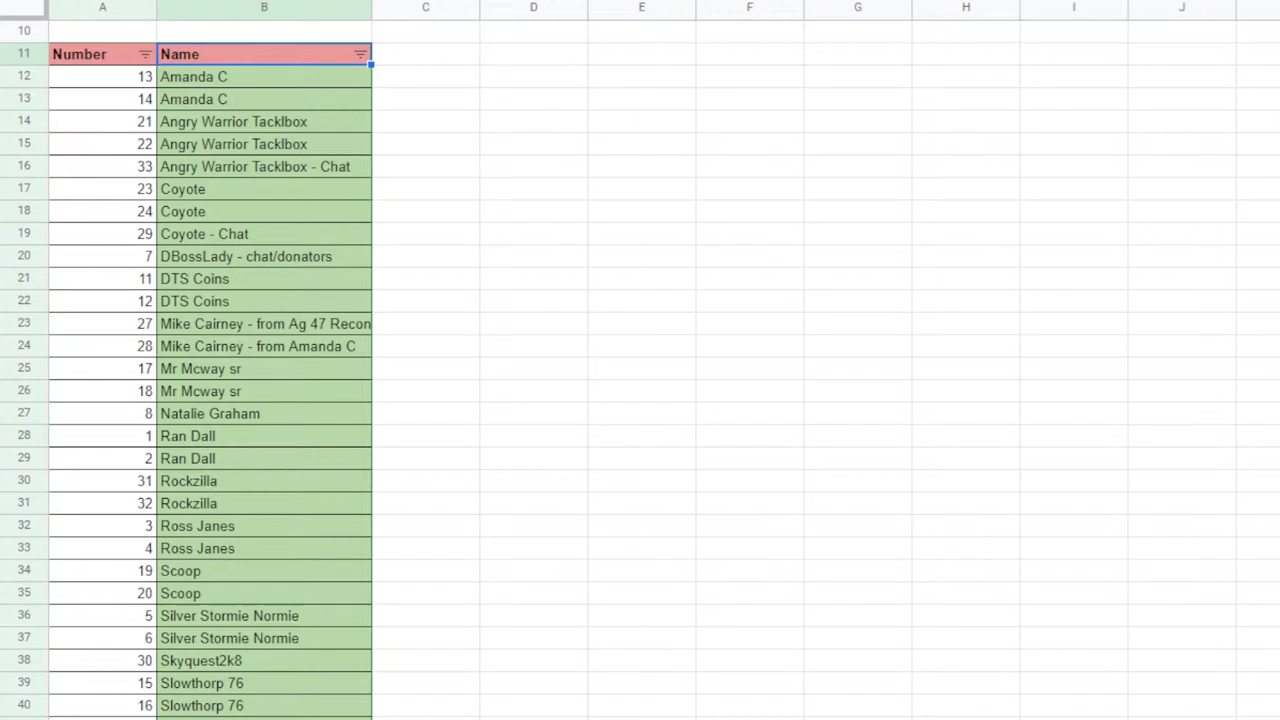 A B C D E F G H I J
10
11 Number Name
12 13 Amanda C
13 14 Amanda C
14 21 Angry Warrior Tacklbox
15 22 Angry Warrior Tacklbox
16 33 Angry Warrior Tacklbox - Chat
17 23 Coyote
18 24 Coyote
19 29 Coyote - Chat
20 7 DBossLady - chat/donators
21 11 DTS Coins
22 12 DTS Coins
23 27 Mike Cairney - from Ag 47 Recon
24 28 Mike Cairney - from Amanda C
25 17 Mr Mcway sr
26 18 Mr Mcway sr
27 8 Natalie Graham
28 1 Ran Dall
29 2 Ran Dall
30 31 Rockzilla
31 32 Rockzilla
32 3 Ross Janes
33 4 Ross Janes
34 19 Scoop
35 20 Scoop
36 5 Silver Stormie Normie
37 6 Silver Stormie Normie
38 30 Skyquest2k8
39 15 Slowthorp 76
40 16 Slowthorp 76